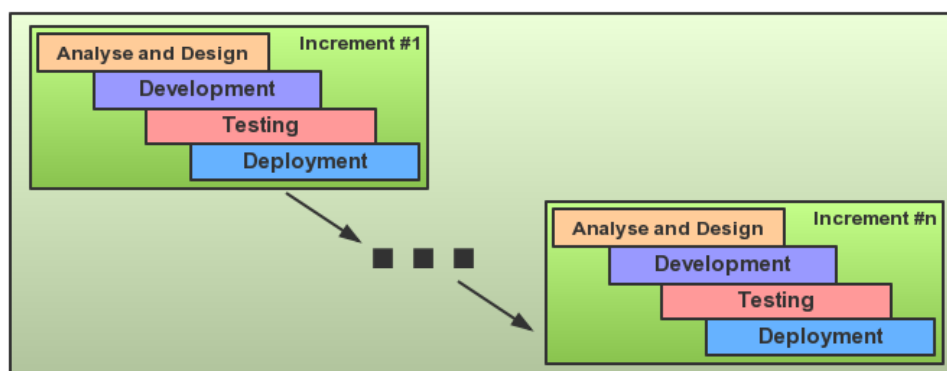 Increment #1
Analyse and Design
Development
Testing
Deployment
Increment #n
Analyse and Design
Development
Testing
Deployment